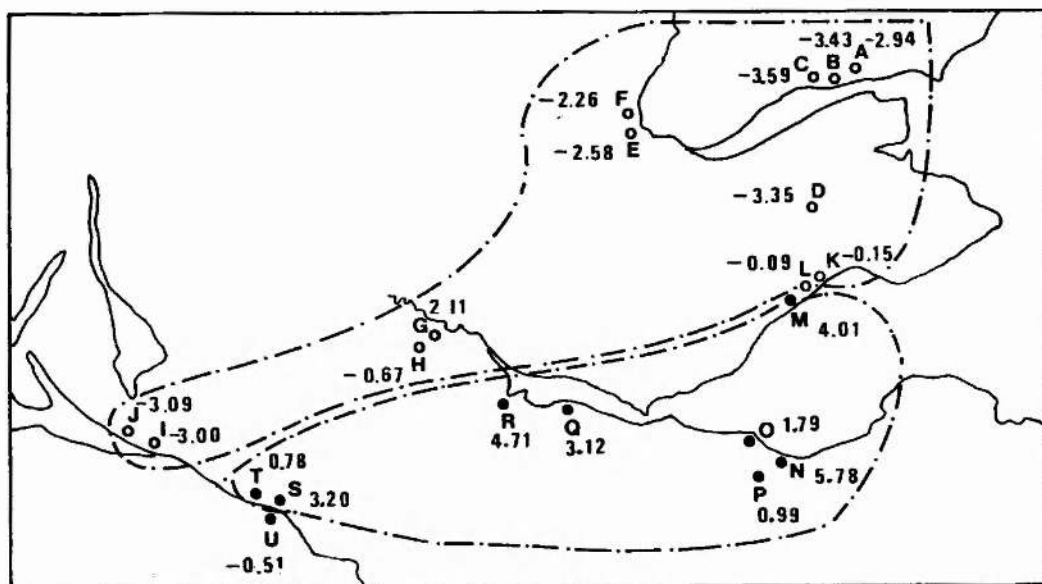 -3.43 -2.94
C B A
-3.59
-2.26 F
-2.58 E
-3.35 D
-0.09 L K -0.15
M 4.01
G 2 11
H
-0.67
-3.09
J I -3.00
R 4.71
Q 3.12
O 1.79
N 5.78
P 0.99
0.78
T S 3.20
U
-0.51